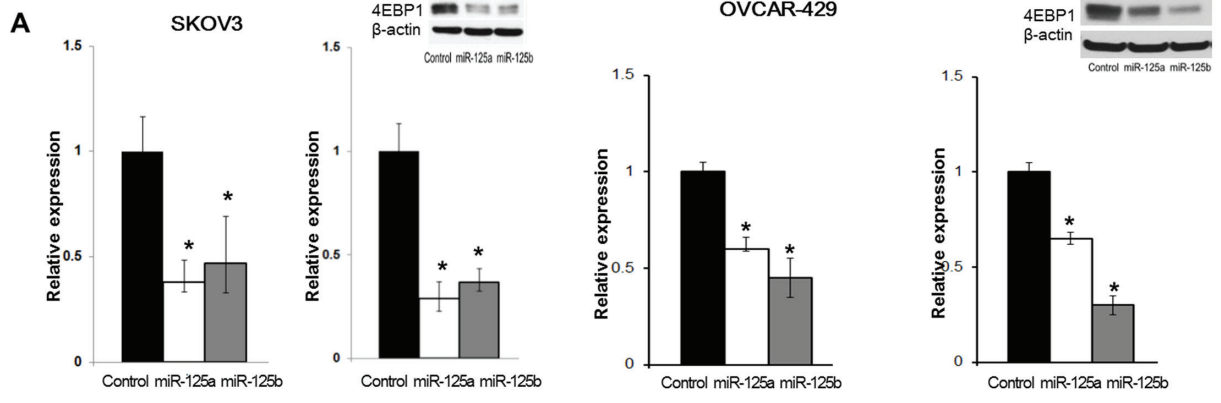 A
SKOV3
4EBP1
β-actin
Control miR-125a miR-125b
OVCAR-429
4EBP1
β-actin
Control miR-125a miR-125b
Relative expression
1.5
1
0.5
0
*
*
Control miR-125a miR-125b
Relative expression
1.5
1
0.5
0
*
*
Control miR-125a miR-125b
Relative expression
1.5
1
0.5
0
*
*
Control miR-125a miR-125b
Relative expression
1.5
1
0.5
0
*
*
Control miR-125a miR-125b